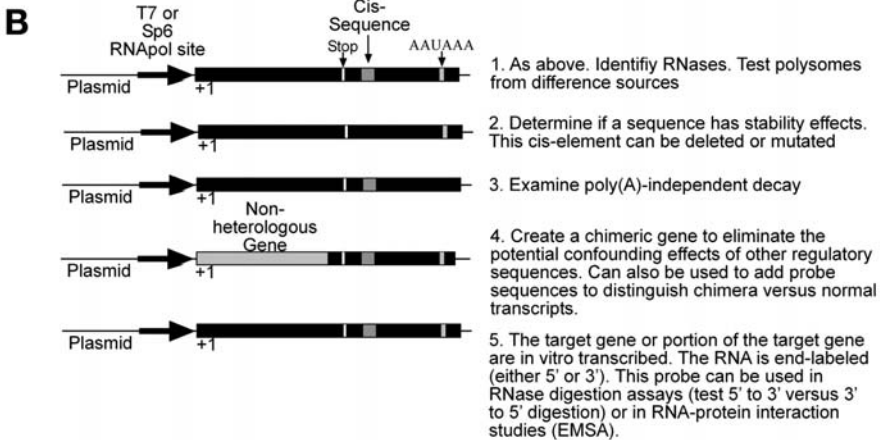 B
T7 or
Sp6
RNApol site
Cis-
Sequence
Stop
AAUAAA
Plasmid
+1
1. As above. Identifiy RNases. Test polysomes
from difference sources
Plasmid
+1
2. Determine if a sequence has stability effects.
This cis-element can be deleted or mutated
Plasmid
+1
3. Examine poly(A)-independent decay
Non-
heterologous
Gene
Plasmid
+1
4. Create a chimeric gene to eliminate the
potential confounding effects of other regulatory
sequences. Can also be used to add probe
sequences to distinguish chimera versus normal
transcripts.
Plasmid
+1
5. The target gene or portion of the target gene
are in vitro transcribed. The RNA is end-labeled
(either 5' or 3'). This probe can be used in
RNase digestion assays (test 5' to 3' versus 3'
to 5' digestion) or in RNA-protein interaction
studies (EMSA).